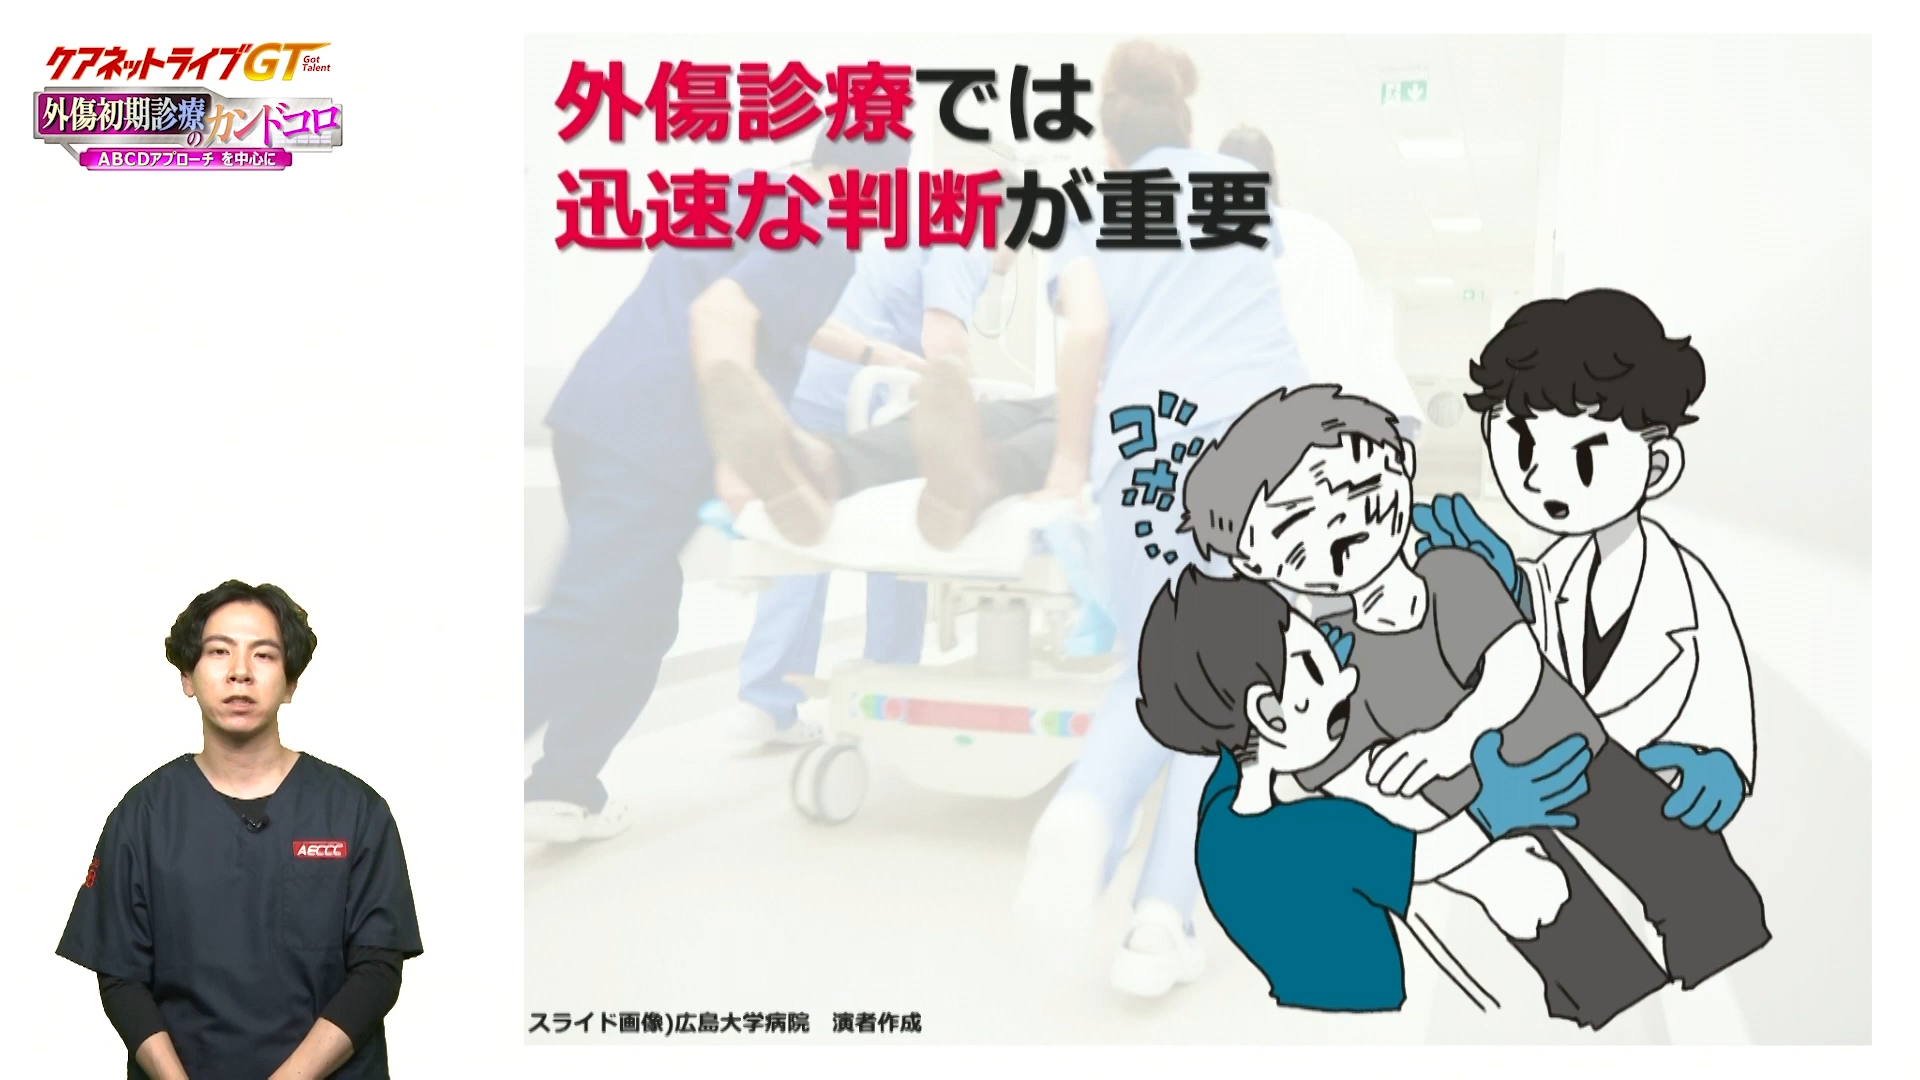 ケアネットライブGT
Got
Talent
外傷初期診療のカンドコロ
ABCDアプローチ を中心に
外傷診療では
迅速な判断が重要
ゴボ
AECCC
スライド画像)広島大学病院　演者作成